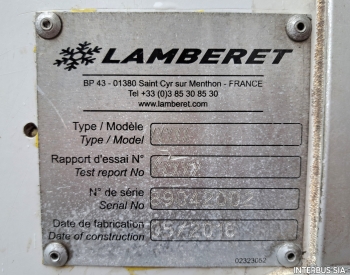 LAMBERET
BP 43 - 01380 Saint Cyr sur Menthon - FRANCE
Tel +33 (0)3 85 30 85 30
www.lamberet.com
Type / Modèle
Type / Model
Rapport d'essai N°
Test report No
N° de série
Serial No
Date de fabrication
Date of construction
05/2018
02323052
INTERBUS SIA